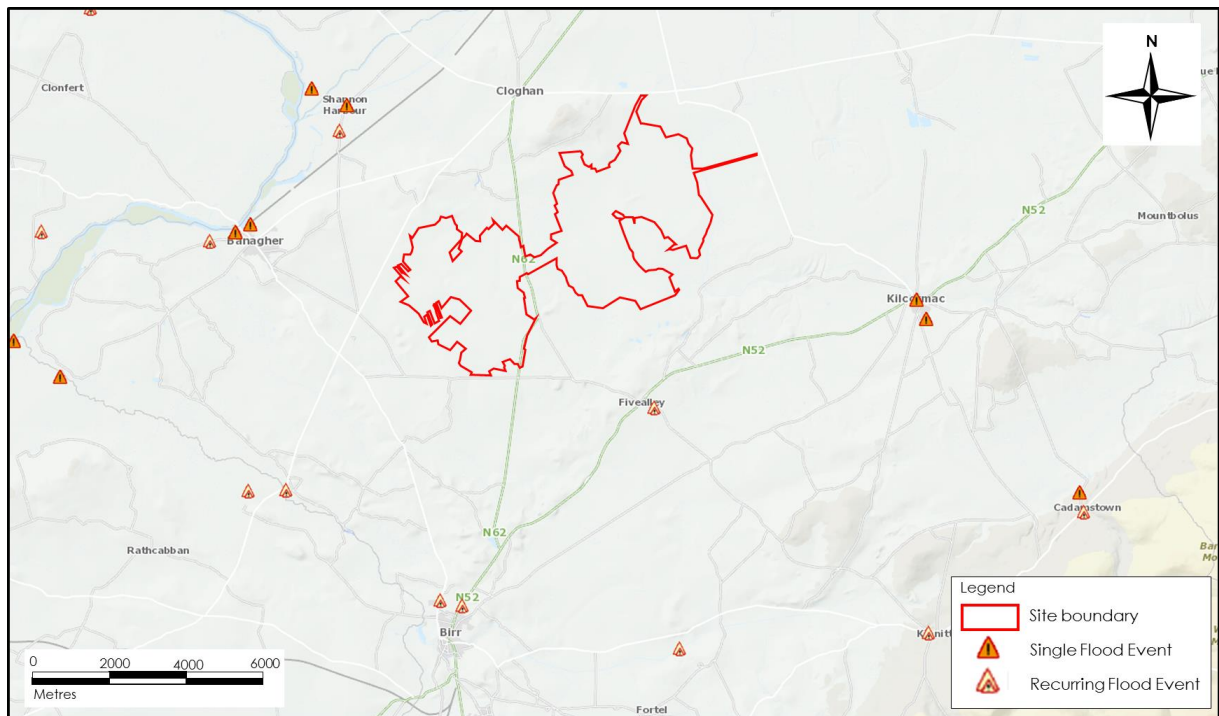 N
Clonfert
Shannon
Harbour
Cloghan
N52
Mountbolus
Banagher
N62
Kilcormac
N52
Fivealley
Cadamstown
N62
Rathcabban
N52
Birr
Fortel
0 2000 4000 6000
Metres
Legend
Site boundary
Single Flood Event
Recurring Flood Event